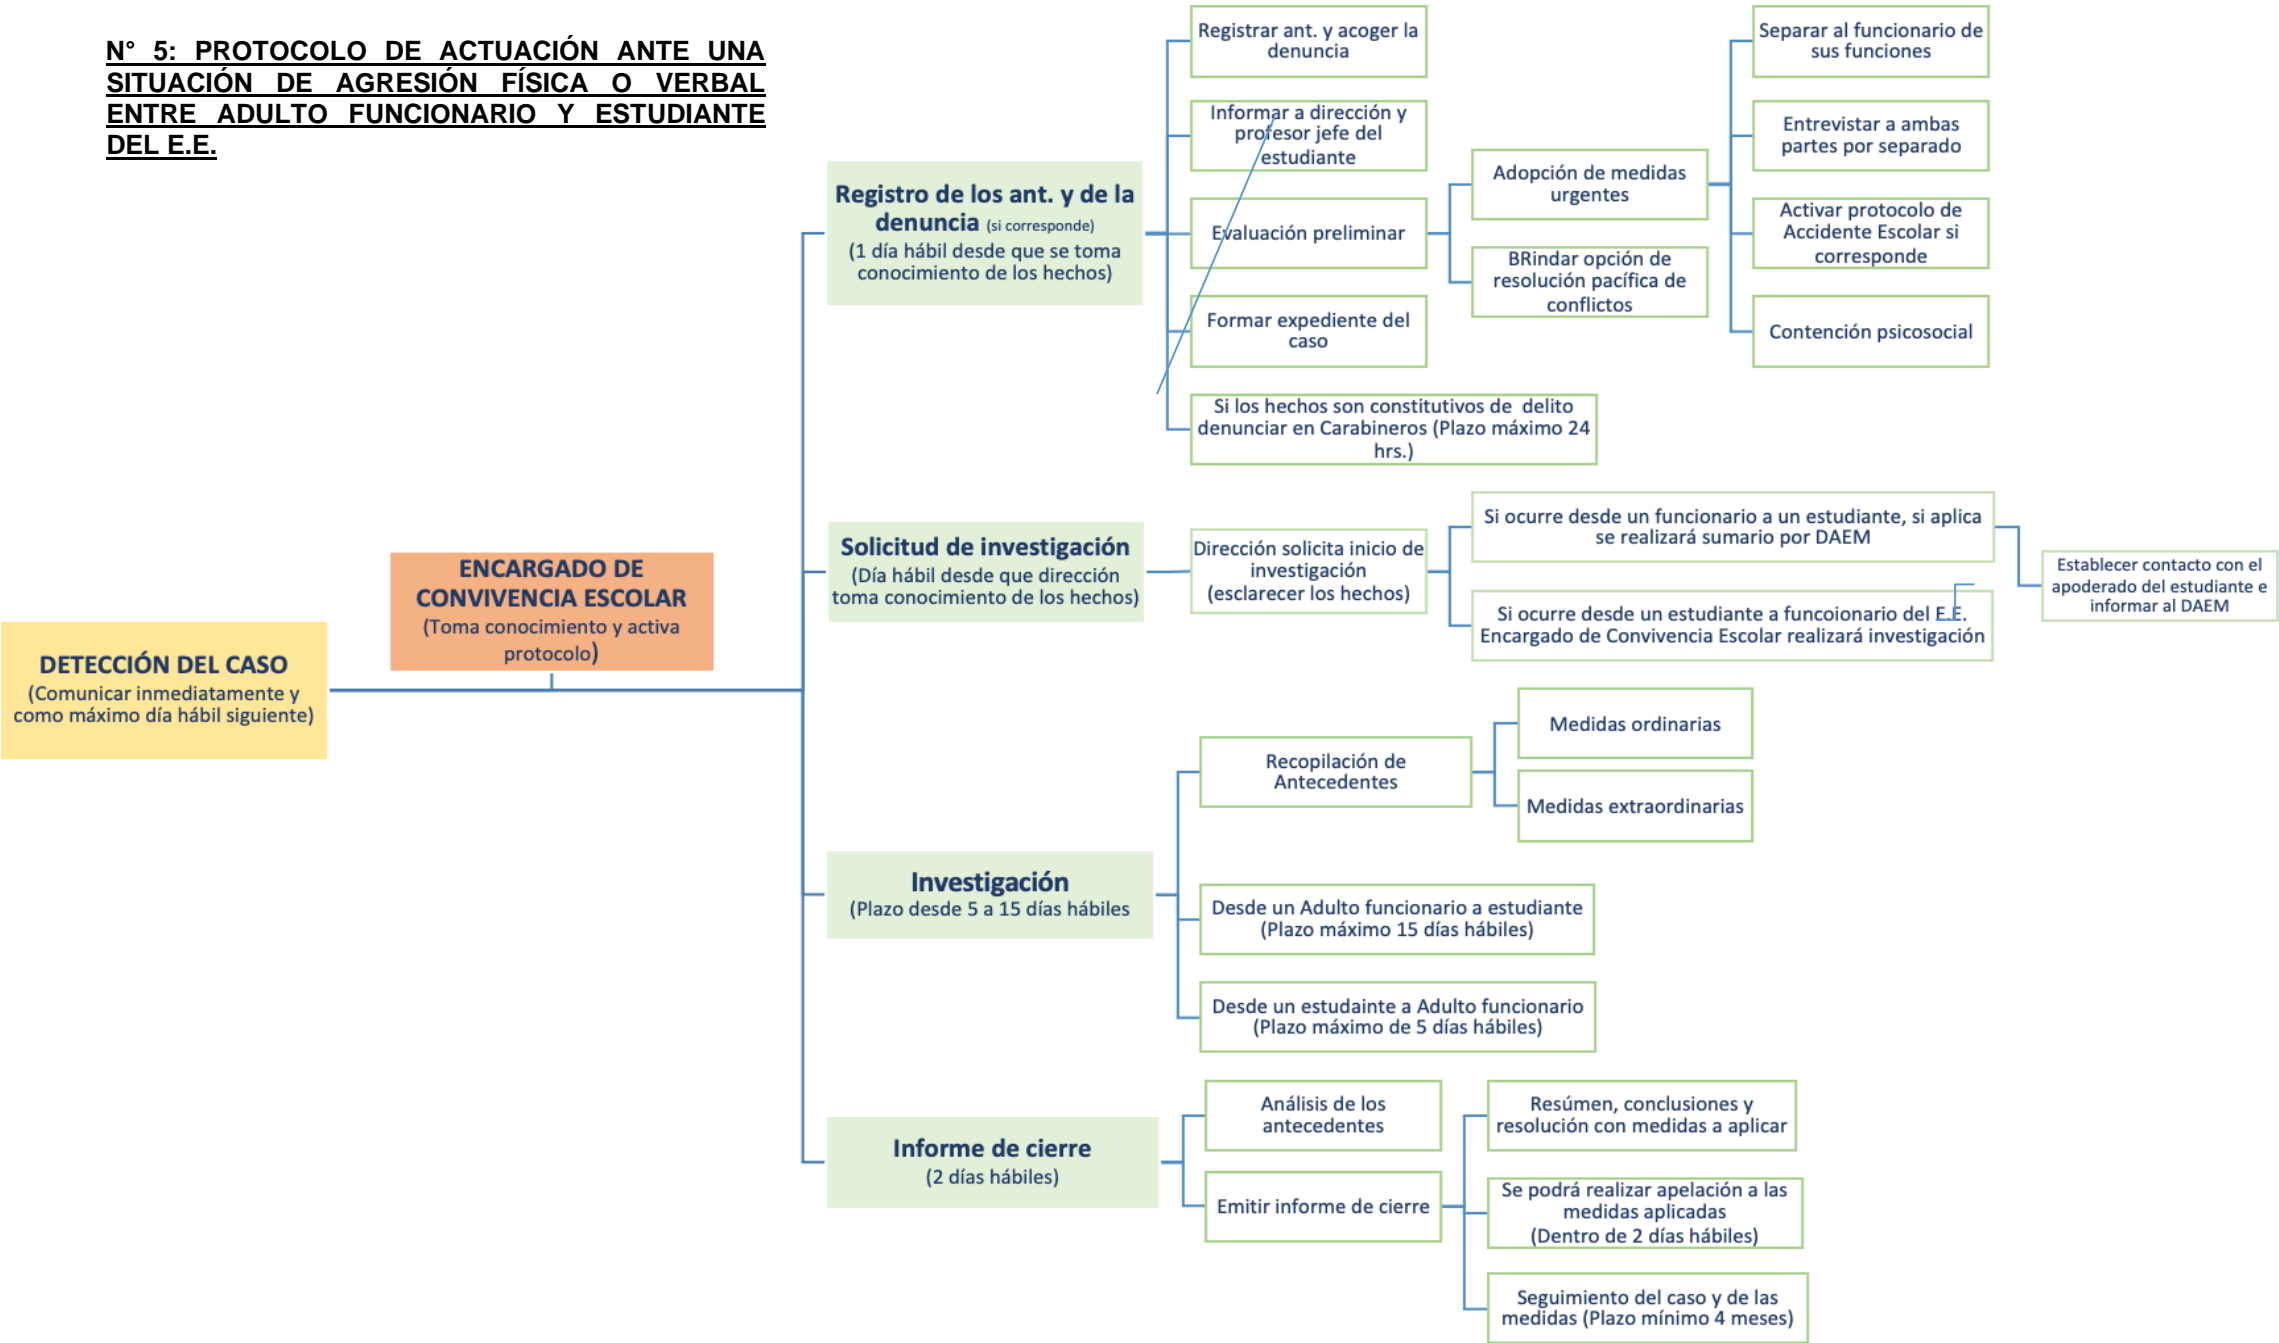 N° 5: PROTOCOLO DE ACTUACIÓN ANTE UNA
SITUACIÓN DE AGRESIÓN FÍSICA O VERBAL
ENTRE ADULTO FUNCIONARIO Y ESTUDIANTE
DEL E.E.
DETECCIÓN DEL CASO
(Comunicar inmediatamente y
como máximo día hábil siguiente)
ENCARGADO DE
CONVIVENCIA ESCOLAR
(Toma conocimiento y activa
protocolo)
Registro de los ant. y de la
denuncia (si corresponde)
(1 día hábil desde que se toma
conocimiento de los hechos)
Registrar ant. y acoger la
denuncia
Informar a dirección y
profesor jefe del
estudiante
Evaluación preliminar
Adopción de medidas
urgentes
Separar al funcionario de
sus funciones
Entrevistar a ambas
partes por separado
Activar protocolo de
Accidente Escolar si
corresponde
Contención psicosocial
BRindar opción de
resolución pacífica de
conflictos
Formar expediente del
caso
Si los hechos son constitutivos de  delito
denunciar en Carabineros (Plazo máximo 24
hrs.)
Solicitud de investigación
(Día hábil desde que dirección
toma conocimiento de los hechos)
Dirección solicita inicio de
investigación
(esclarecer los hechos)
Si ocurre desde un funcionario a un estudiante, si aplica
se realizará sumario por DAEM
Establecer contacto con el
apoderado del estudiante e
informar al DAEM
Si ocurre desde un estudiante a funcoionario del E.E.
Encargado de Convivencia Escolar realizará investigación
Investigación
(Plazo desde 5 a 15 días hábiles
Recopilación de
Antecedentes
Medidas ordinarias
Medidas extraordinarias
Desde un Adulto funcionario a estudiante
(Plazo máximo 15 días hábiles)
Desde un estudainte a Adulto funcionario
(Plazo máximo de 5 días hábiles)
Informe de cierre
(2 días hábiles)
Análisis de los
antecedentes
Emitir informe de cierre
Resúmen, conclusiones y
resolución con medidas a aplicar
Se podrá realizar apelación a las
medidas aplicadas
(Dentro de 2 días hábiles)
Seguimiento del caso y de las
medidas (Plazo mínimo 4 meses)